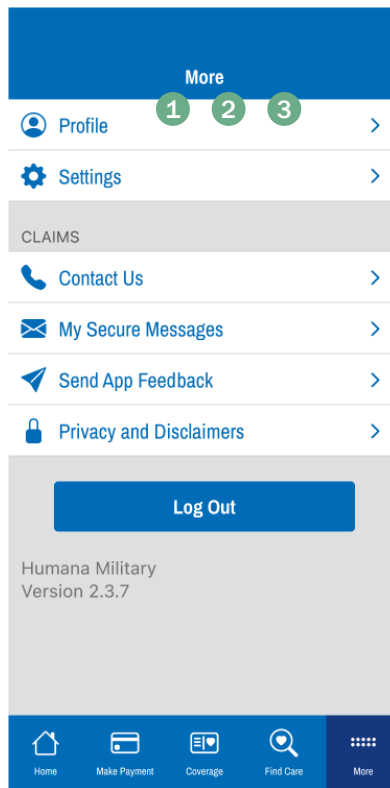 More
1 2 3
Profile
Settings
CLAIMS
Contact Us
My Secure Messages
Send App Feedback
Privacy and Disclaimers
Log Out
Humana Military
Version 2.3.7
Home Make Payment Coverage Find Care More